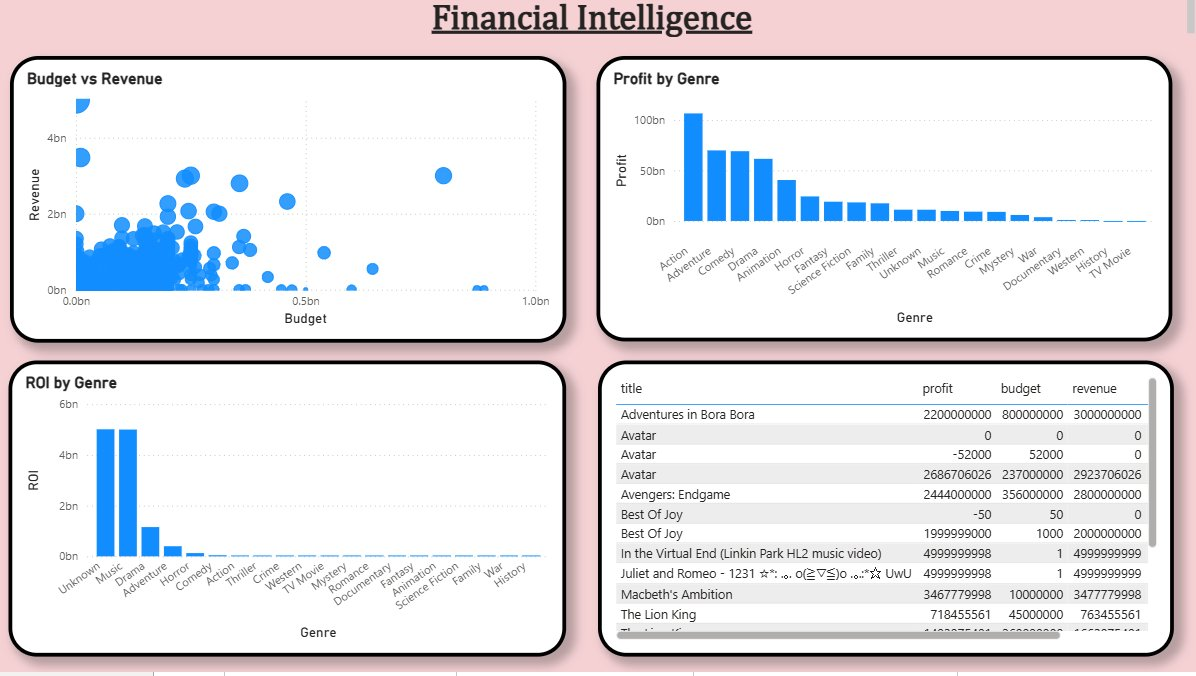 Financial Intelligence
Budget vs Revenue
4bn
2bn
0bn
Revenue
0.0bn 0.5bn 1.0bn
Budget
Profit by Genre
100bn
50bn
0bn
Profit
Action Adventure Comedy Drama Animation Horror Fantasy Science Fiction Family Thriller Unknown Music Romance Crime Mystery War Documentary Western History TV Movie
Genre
ROI by Genre
6bn
4bn
2bn
0bn
ROI
Unknown Music Drama Adventure Horror Comedy Action Thriller Crime Western TV Movie Mystery Romance Documentary Fantasy Animation Science Fiction Family War History
Genre
title profit budget revenue
Adventures in Bora Bora 2200000000 800000000 3000000000
Avatar 0 0 0
Avatar -52000 52000 0
Avatar 2686706026 237000000 2923706026
Avengers: Endgame 2444000000 356000000 2800000000
Best Of Joy -50 50 0
Best Of Joy 1999999000 1000 2000000000
In the Virtual End (Linkin Park HL2 music video) 4999999998 1 4999999999
Juliet and Romeo - 1231 ☆*: .｡. o(≧▽≦)o .｡.:*☆ UwU 4999999998 1 4999999999
Macbeth's Ambition 3467779998 10000000 3477779998
The Lion King 718455561 45000000 763455561